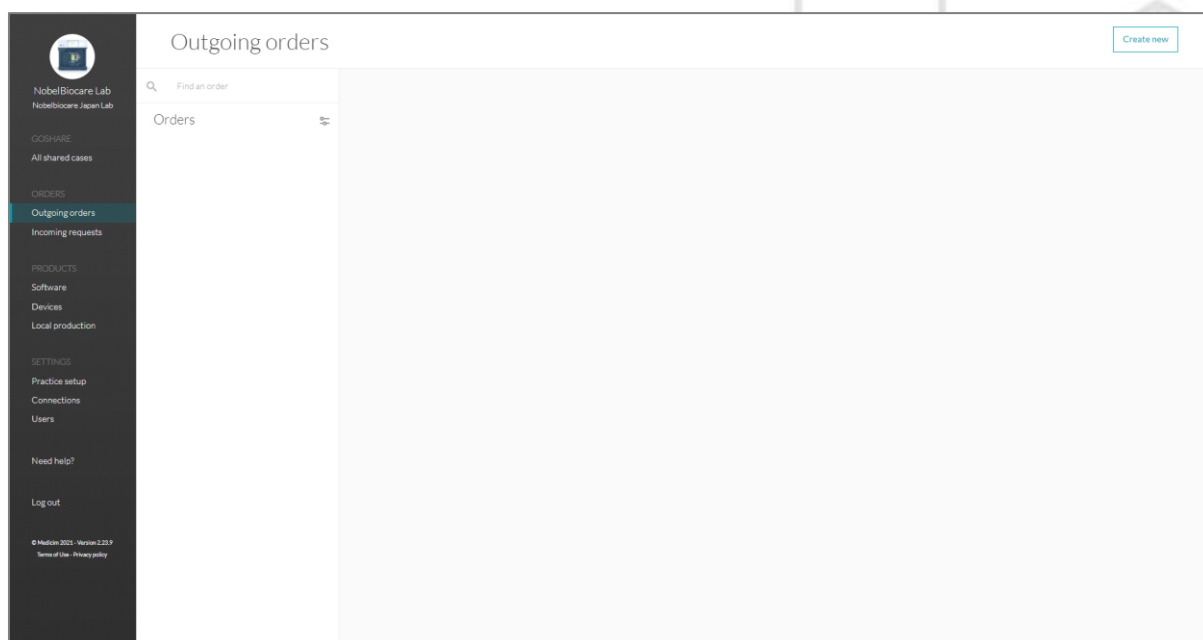 NobelBiocare Lab
Nobelbiocare Japan Lab
GOSHARE
All shared cases
ORDERS
Outgoing orders
Incoming requests
PRODUCTS
Software
Devices
Local production
SETTINGS
Practice setup
Connections
Users
Need help?
Log out
© Medicim 2021 - Version 2.23.9
Terms of Use - Privacy policy
Outgoing orders
Create new
Find an order
Orders